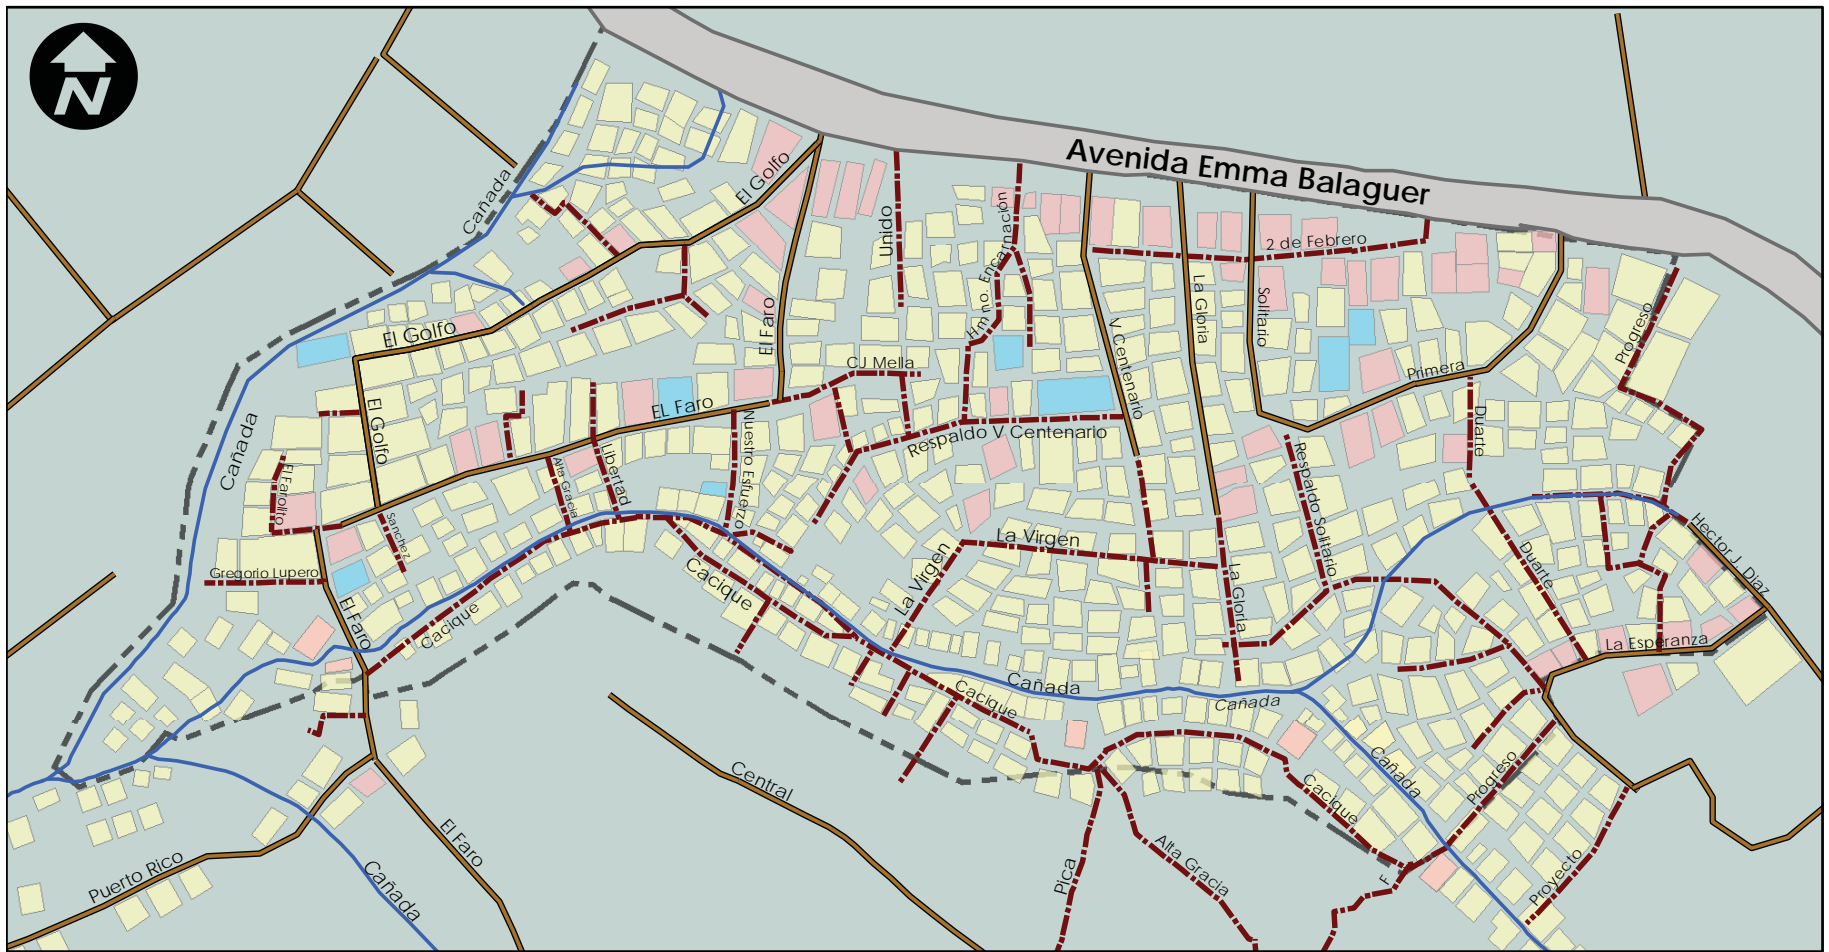 N
Avenida Emma Balaguer
Cañada
El Golfo
Unido
Hmno. Encarnación
2 de Febrero
La Gloria
Solitario
V Centenario
El Faro
Progreso
El Golfo
CJ Mella
Primera
EL Faro
El Golfo
Cañada
Nuestro Esfuerzo
Respaldo V Centenario
Duarte
El Farolito
Alta Gracia
Libertad
Respaldo Solitario
Sanchez
La Virgen
La Virgen
Hector J. Diaz
Gregorio Lupero
Duarte
Cacique
La Gloria
El Faro
Cacique
La Esperanza
Cañada
Cacique
Cañada
Cañada
Progreso
Central
Cacique
El Faro
Puerto Rico
Cañada
Pica
Alta Gracia
F
Proyecto